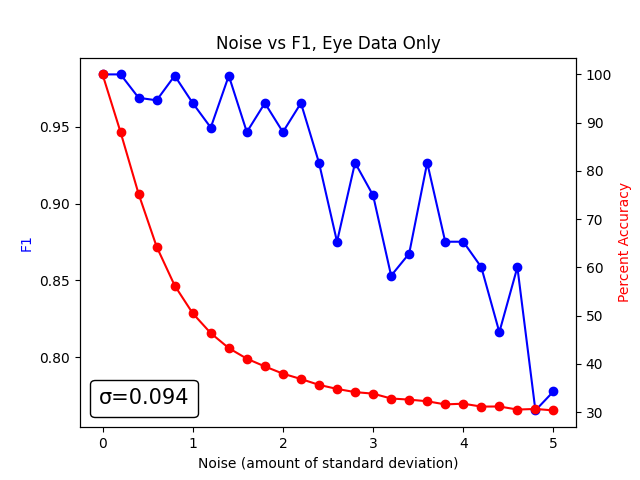 Noise vs F1, Eye Data Only
F1
0.95
0.90
0.85
0.80
100
90
80
70
60
50
40
30
Percent Accuracy
σ=0.094
0 1 2 3 4 5
Noise (amount of standard deviation)